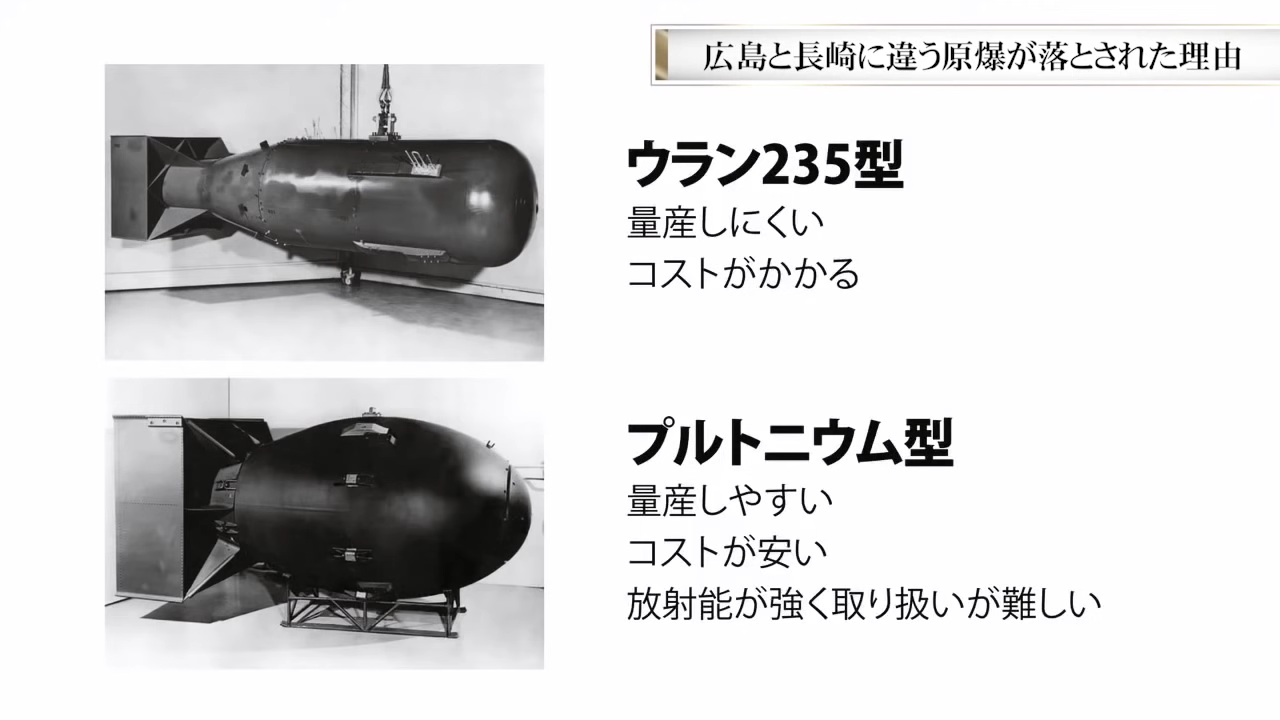 広島と長崎に違う原爆が落とされた理由
ウラン235型
量産しにくい
コストがかかる
プルトニウム型
量産しやすい
コストが安い
放射能が強く取り扱いが難しい